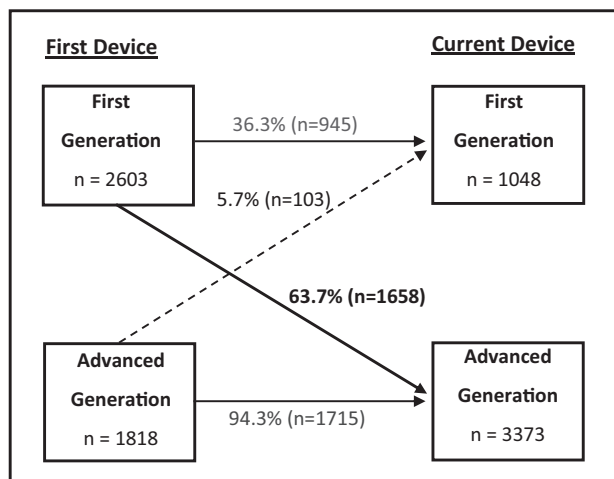 First Device
Current Device
First
Generation
n = 2603
36.3% (n=945)
First
Generation
n = 1048
5.7% (n=103)
63.7% (n=1658)
Advanced
Generation
n = 1818
94.3% (n=1715)
Advanced
Generation
n = 3373